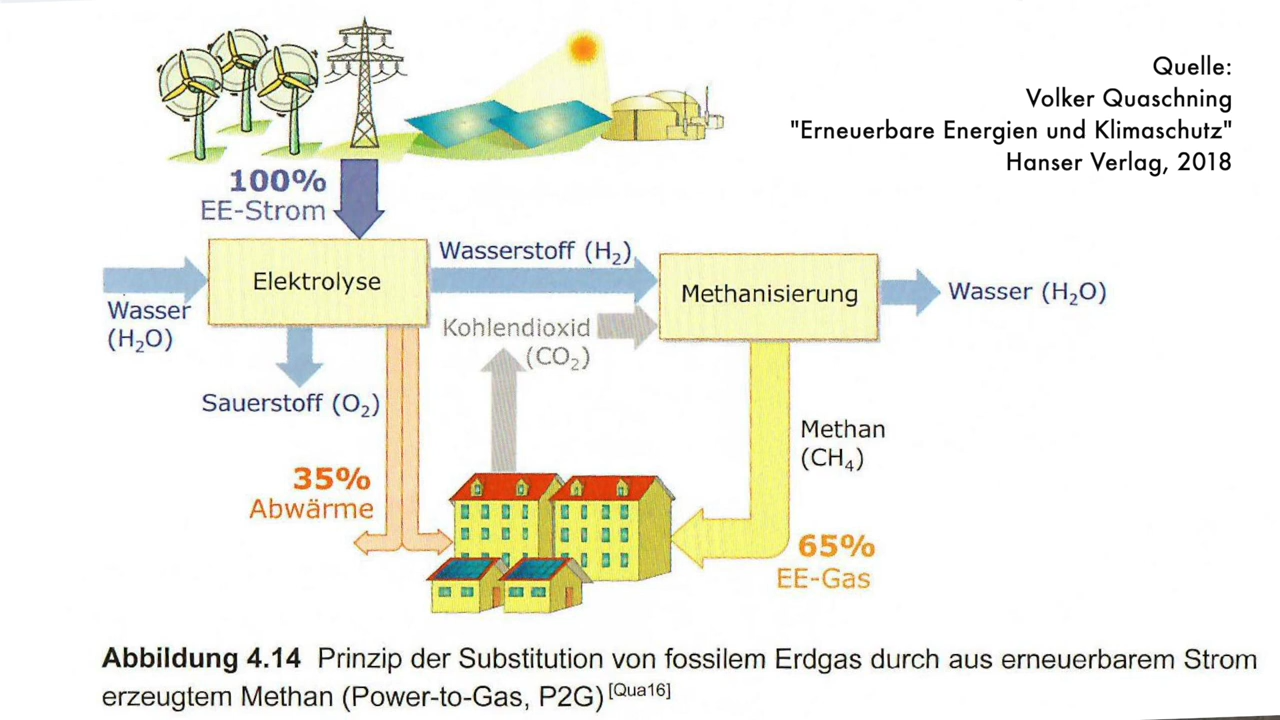 Quelle:
Volker Quaschning
"Erneuerbare Energien und Klimaschutz"
Hanser Verlag, 2018
100%
EE-Strom
Elektrolyse
Wasser
(H₂O)
Sauerstoff (O₂)
Wasserstoff (H₂)
Kohlendioxid
(CO₂)
Methanisierung
Wasser (H₂O)
Methan
(CH₄)
35%
Abwärme
65%
EE-Gas
Abbildung 4.14 Prinzip der Substitution von fossilem Erdgas durch aus erneuerbarem Strom
erzeugtem Methan (Power-to-Gas, P2G) [Qua16]